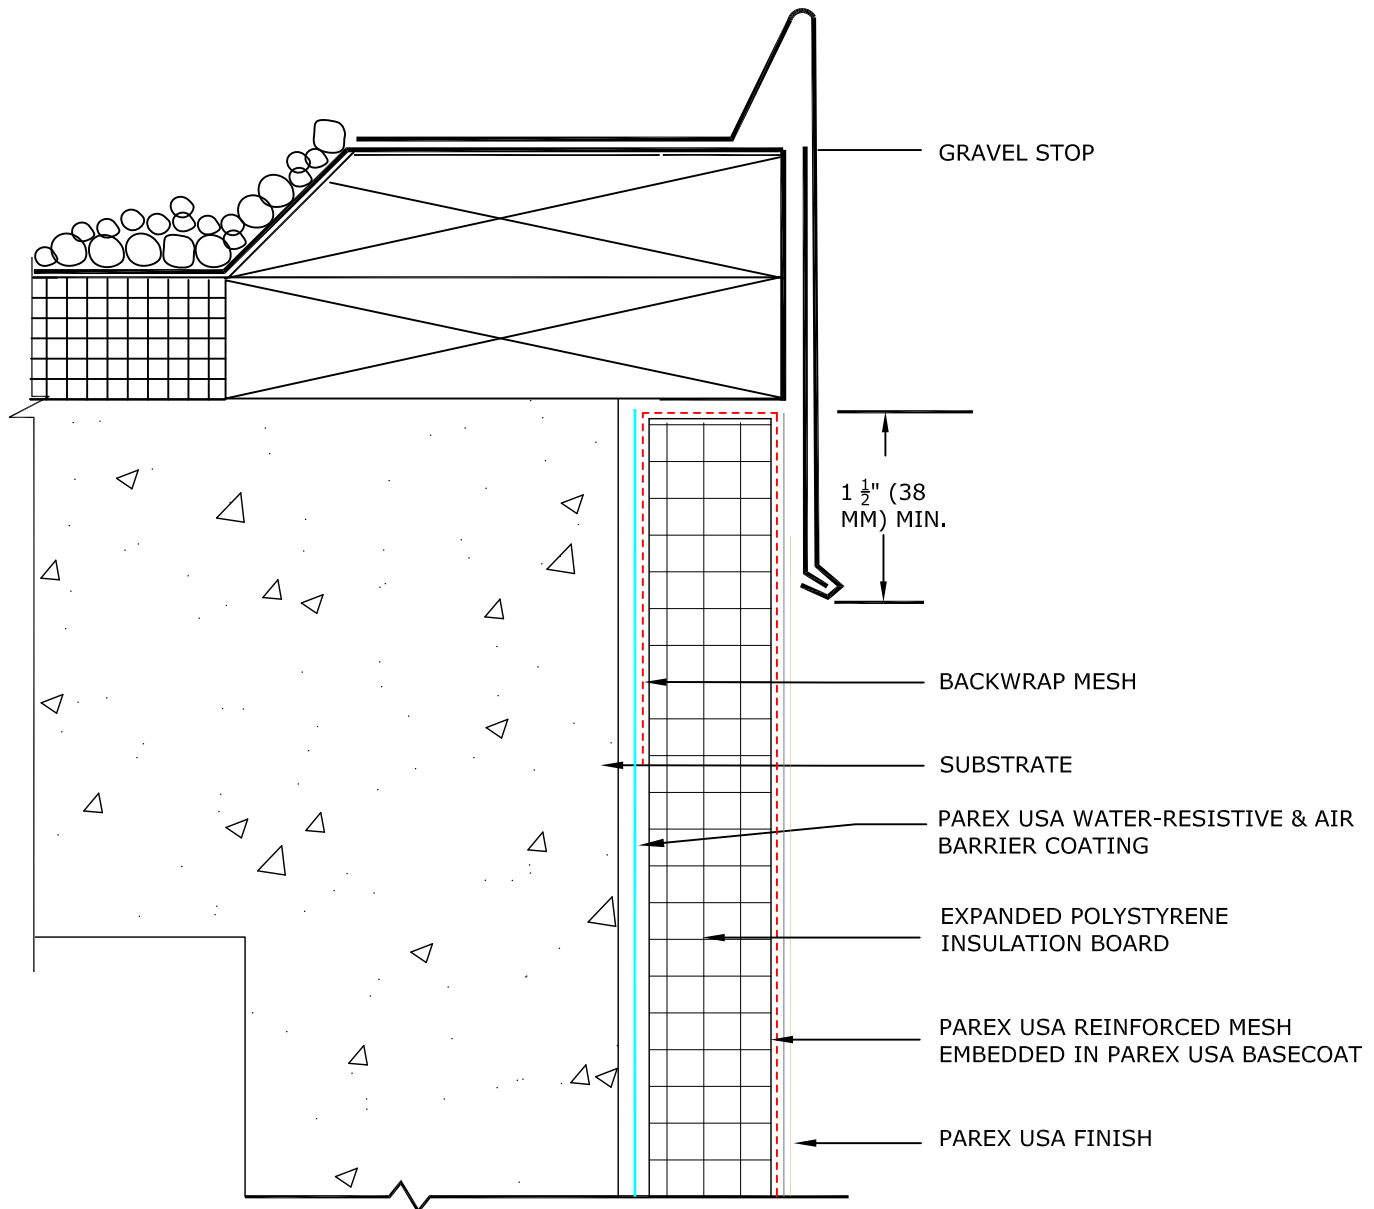 GRAVEL STOP
1 1/2" (38
MM) MIN.
BACKWRAP MESH
SUBSTRATE
PAREX USA WATER-RESISTIVE & AIR
BARRIER COATING
EXPANDED POLYSTYRENE
INSULATION BOARD
PAREX USA REINFORCED MESH
EMBEDDED IN PAREX USA BASECOAT
PAREX USA FINISH